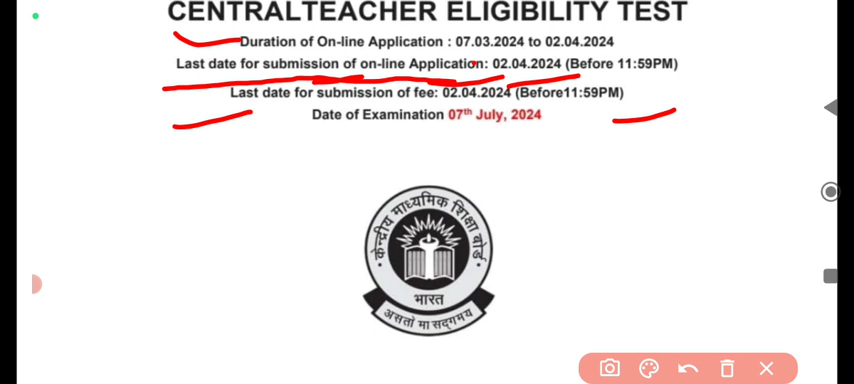 CENTRALTEACHER ELIGIBILITY TEST
Duration of On-line Application : 07.03.2024 to 02.04.2024
Last date for submission of on-line Application: 02.04.2024 (Before 11:59PM)
Last date for submission of fee: 02.04.2024 (Before11:59PM)
Date of Examination 07th July, 2024
केन्द्रीय माध्यमिक शिक्षा बोर्ड
भारत
असतो मा सद्गमय